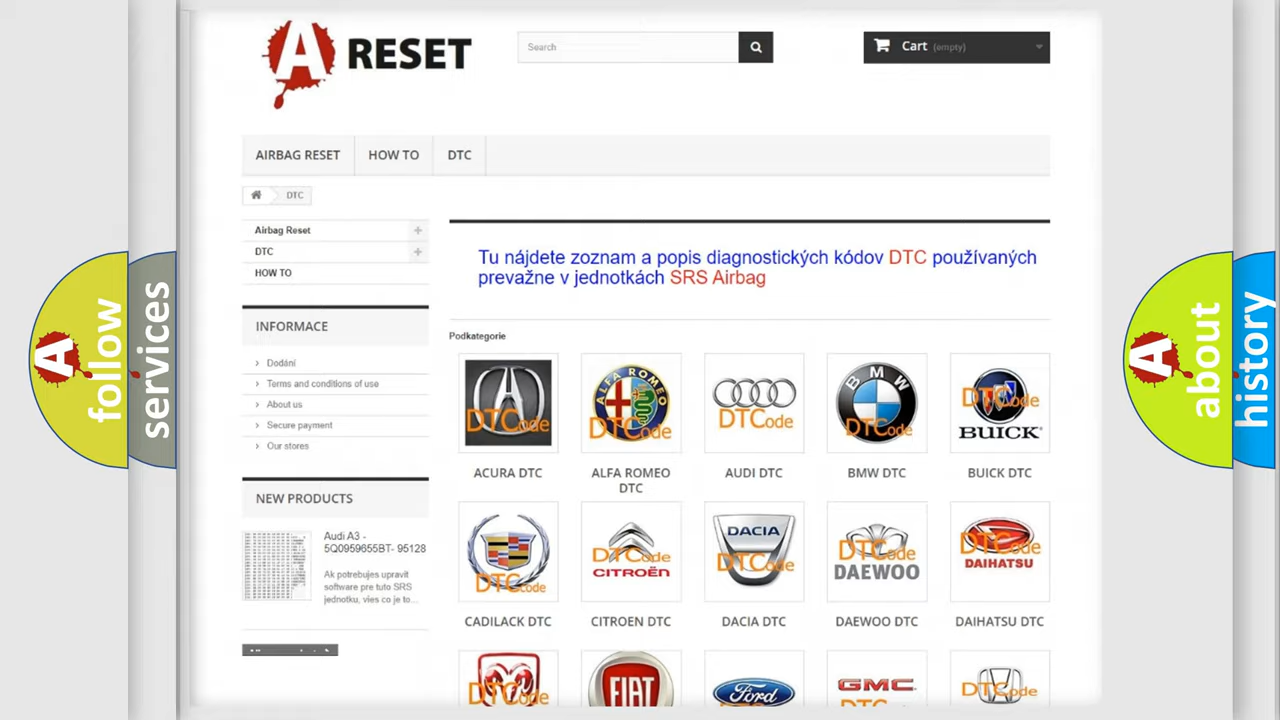 A RESET
Search
Cart (empty)
AIRBAG RESET
HOW TO
DTC
DTC
Airbag Reset
DTC
HOW TO
INFORMACE
Dodání
Terms and conditions of use
About us
Secure payment
Our stores
NEW PRODUCTS
Audi A3 -
5Q0959655BT- 95128
Ak potrebujes upravit
software pre tuto SRS
jednotku, vies co je to...
Tu nájdete zoznam a popis diagnostických kódov DTC používaných
prevažne v jednotkách SRS Airbag
Podkategorie
DTCode
ALFA ROMEO
DTCode
DTCode
BMW
DTCode
DTCode
BUICK
ACURA DTC
ALFA ROMEO
DTC
AUDI DTC
BMW DTC
BUICK DTC
DTCode
DTCode
CITROËN
DACIA
DTCode
DTCode
DAEWOO
DTCode
DAIHATSU
CADILACK DTC
CITROEN DTC
DACIA DTC
DAEWOO DTC
DAIHATSU DTC
DTCode
FIAT
Ford
GMC
DTCode
A follow
services
A about
history